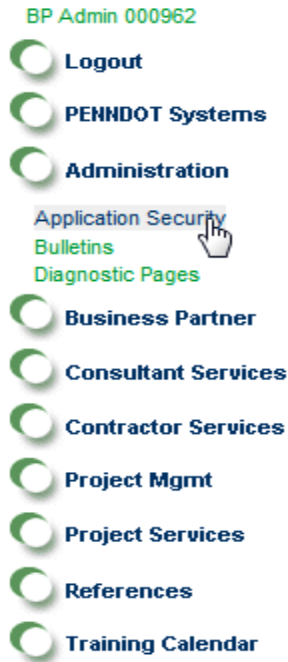 BP Admin 000962
Logout
PENNDOT Systems
Administration
Application Security
Bulletins
Diagnostic Pages
Business Partner
Consultant Services
Contractor Services
Project Mgmt
Project Services
References
Training Calendar